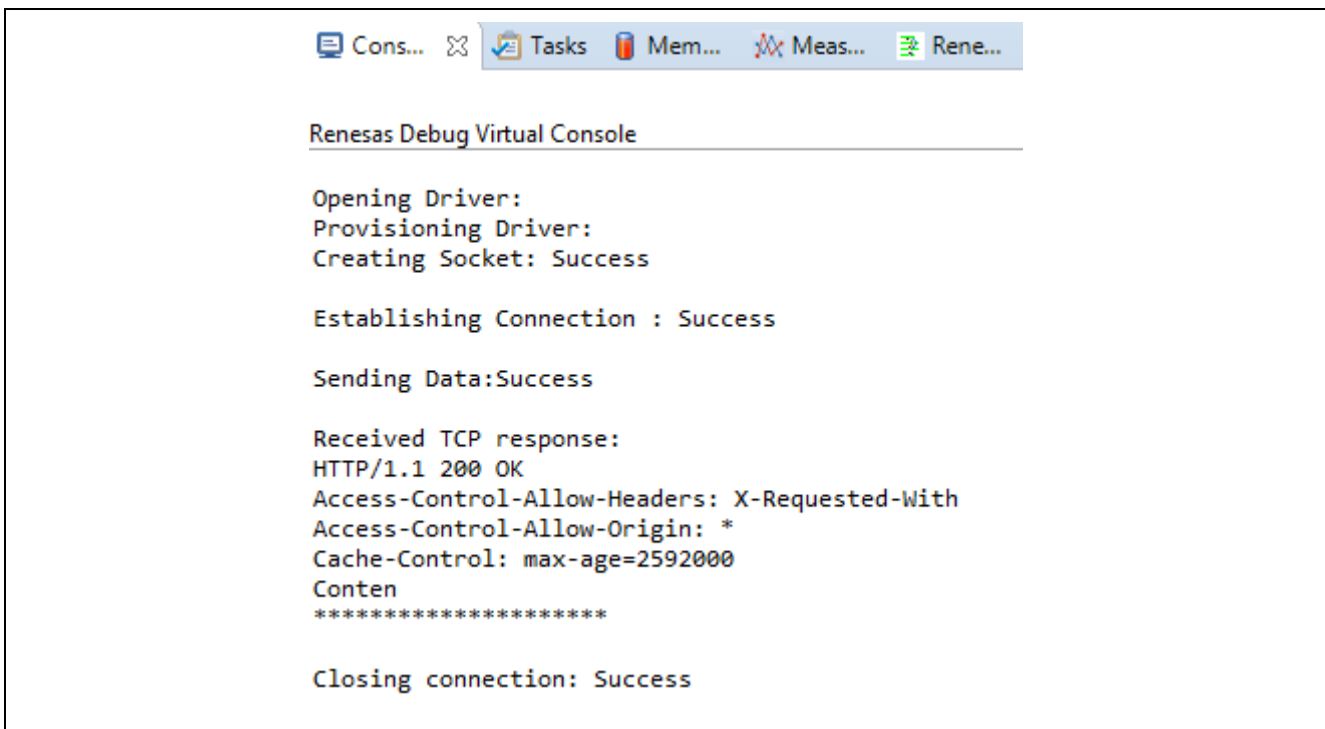 Cons... Tasks Mem... Meas... Rene...
Renesas Debug Virtual Console
Opening Driver:
Provisioning Driver:
Creating Socket: Success
Establishing Connection : Success
Sending Data:Success
Received TCP response:
HTTP/1.1 200 OK
Access-Control-Allow-Headers: X-Requested-With
Access-Control-Allow-Origin: *
Cache-Control: max-age=2592000
Conten
*********************
Closing connection: Success